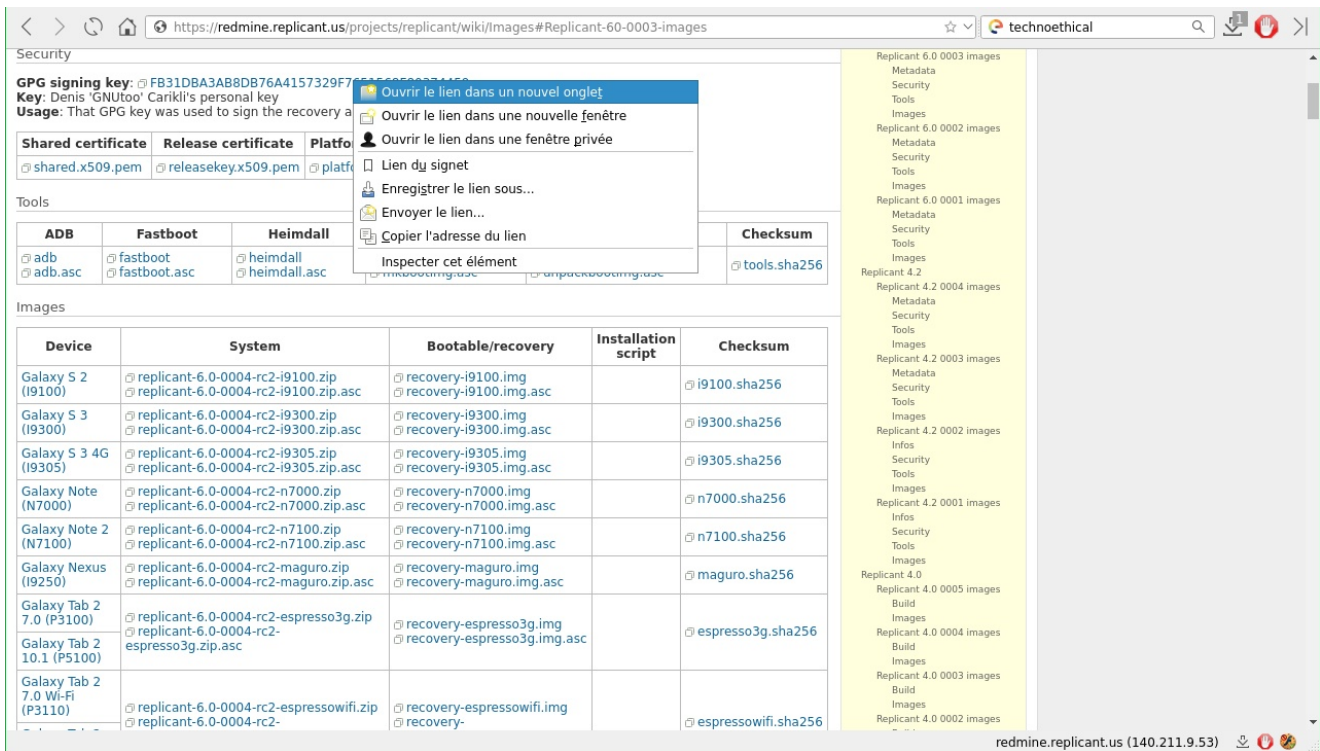 https://redmine.replicant.us/projects/replicant/wiki/Images#Replicant-60-0003-images
technoethical
1
Security
GPG signing key: FB31DBA3AB8DB76A4157329F7
Key: Denis 'GNUtoo' Carikli's personal key
Usage: That GPG key was used to sign the recovery a
Shared certificate Release certificate Platfo
shared.x509.pem releasekey.x509.pem platf
Ouvrir le lien dans un nouvel onglet
Ouvrir le lien dans une nouvelle fenêtre
Ouvrir le lien dans une fenêtre privée
Lien du signet
Enregistrer le lien sous...
Envoyer le lien...
Copier l'adresse du lien
Inspecter cet élément
Tools
ADB Fastboot Heimdall Checksum
adb fastboot heimdall
adb.asc fastboot.asc heimdall.asc mkbootimg.asc unpackbootimg.asc tools.sha256
Images
Device System Bootable/recovery Installation script Checksum
Galaxy S 2 replicant-6.0-0004-rc2-i9100.zip recovery-i9100.img
(I9100) replicant-6.0-0004-rc2-i9100.zip.asc recovery-i9100.img.asc i9100.sha256
Galaxy S 3 replicant-6.0-0004-rc2-i9300.zip recovery-i9300.img
(I9300) replicant-6.0-0004-rc2-i9300.zip.asc recovery-i9300.img.asc i9300.sha256
Galaxy S 3 4G replicant-6.0-0004-rc2-i9305.zip recovery-i9305.img
(I9305) replicant-6.0-0004-rc2-i9305.zip.asc recovery-i9305.img.asc i9305.sha256
Galaxy Note replicant-6.0-0004-rc2-n7000.zip recovery-n7000.img
(N7000) replicant-6.0-0004-rc2-n7000.zip.asc recovery-n7000.img.asc n7000.sha256
Galaxy Note 2 replicant-6.0-0004-rc2-n7100.zip recovery-n7100.img
(N7100) replicant-6.0-0004-rc2-n7100.zip.asc recovery-n7100.img.asc n7100.sha256
Galaxy Nexus replicant-6.0-0004-rc2-maguro.zip recovery-maguro.img
(I9250) replicant-6.0-0004-rc2-maguro.zip.asc recovery-maguro.img.asc maguro.sha256
Galaxy Tab 2
7.0 (P3100)
Galaxy Tab 2
10.1 (P5100)
replicant-6.0-0004-rc2-espresso3g.zip
replicant-6.0-0004-rc2-
espresso3g.zip.asc
recovery-espresso3g.img
recovery-espresso3g.img.asc
espresso3g.sha256
Galaxy Tab 2
7.0 Wi-Fi
(P3110)
replicant-6.0-0004-rc2-espressowifi.zip
replicant-6.0-0004-rc2-
recovery-espressowifi.img
recovery-
espressowifi.sha256
Replicant 6.0 0003 images
Metadata
Security
Tools
Images
Replicant 6.0 0002 images
Metadata
Security
Tools
Images
Replicant 6.0 0001 images
Metadata
Security
Tools
Images
Replicant 4.2
Replicant 4.2 0004 images
Metadata
Security
Tools
Images
Replicant 4.2 0003 images
Metadata
Security
Tools
Images
Replicant 4.2 0002 images
Infos
Security
Tools
Images
Replicant 4.2 0001 images
Infos
Security
Tools
Images
Replicant 4.0
Replicant 4.0 0005 images
Build
Images
Replicant 4.0 0004 images
Build
Images
Replicant 4.0 0003 images
Build
Images
Replicant 4.0 0002 images
redmine.replicant.us (140.211.9.53)